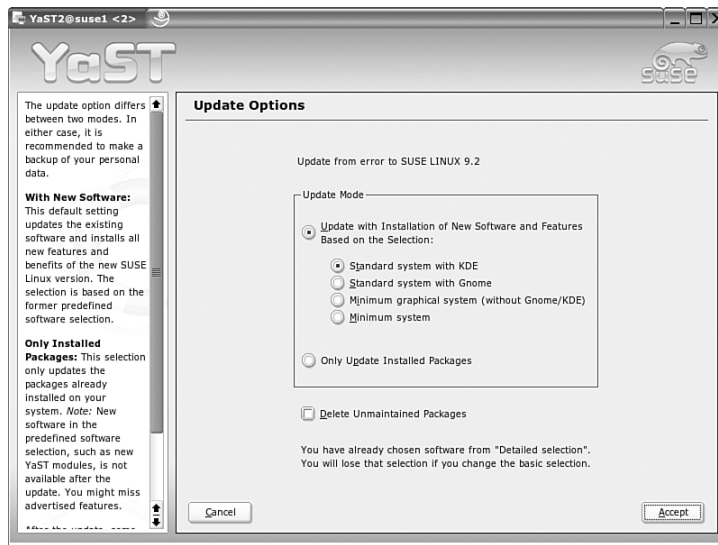 YaST2@suse1 <2>
YaST
SUSE
The update option differs
between two modes. In
either case, it is
recommended to make a
backup of your personal
data.
With New Software:
This default setting
updates the existing
software and installs all
new features and
benefits of the new SUSE
Linux version. The
selection is based on the
former predefined
software selection.
Only Installed
Packages: This selection
only updates the
packages already
installed on your
system. Note: New
software in the
predefined software
selection, such as new
YaST modules, is not
available after the
update. You might miss
advertised features.
After the update, some
Update Options
Update from error to SUSE LINUX 9.2
Update Mode
Update with Installation of New Software and Features
Based on the Selection:
Standard system with KDE
Standard system with Gnome
Minimum graphical system (without Gnome/KDE)
Minimum system
Only Update Installed Packages
Delete Unmaintained Packages
You have already chosen software from "Detailed selection".
You will lose that selection if you change the basic selection.
Cancel
Accept